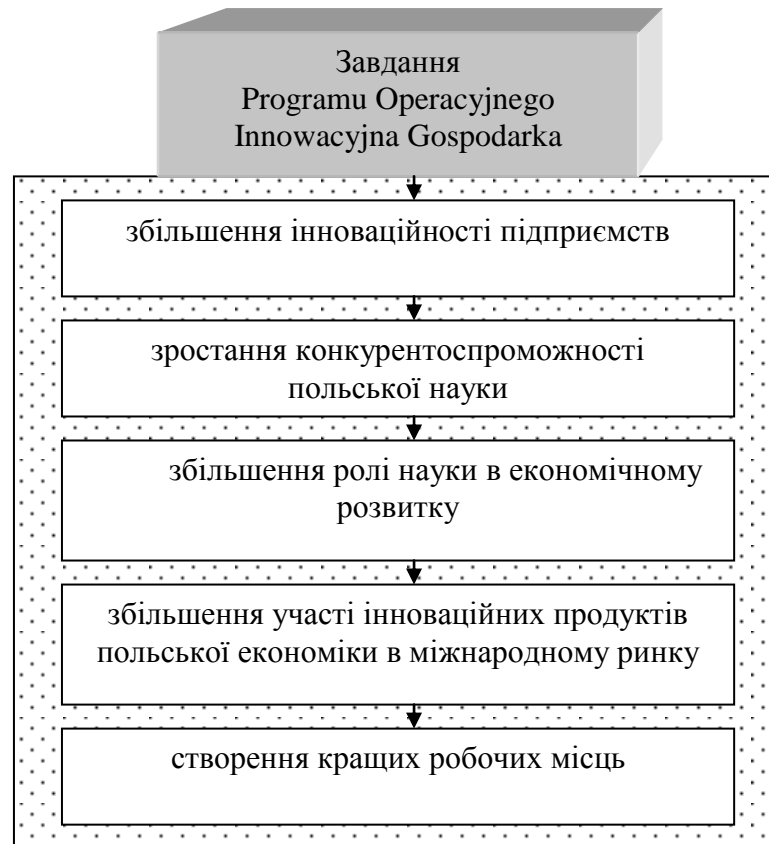 Завдання
Programu Operacyjnego
Innowacyjna Gospodarka
збільшення інноваційності підприємств
зростання конкурентоспроможності
польської науки
збільшення ролі науки в економічному
розвитку
збільшення участі інноваційних продуктів
польської економіки в міжнародному ринку
створення кращих робочих місць